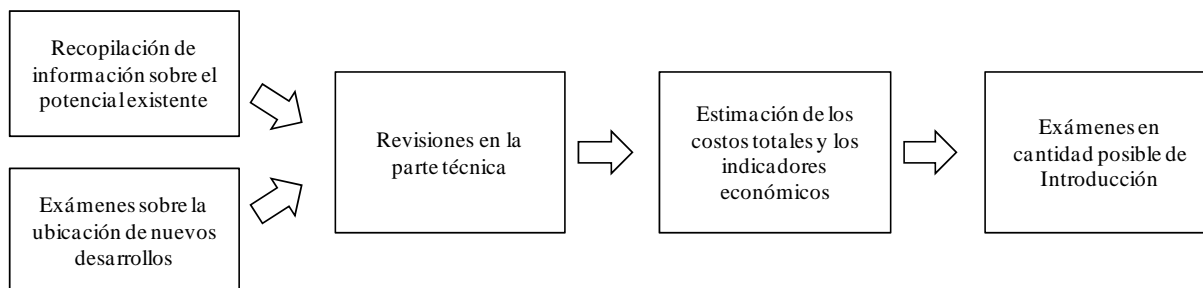 Recopilación de
información sobre el
potencial existente
Exámenes sobre la
ubicación de nuevos
desarrollos
Revisiones en la
parte técnica
Estimación de los
costos totales y los
indicadores
económicos
Exámenes en
cantidad posible de
Introducción